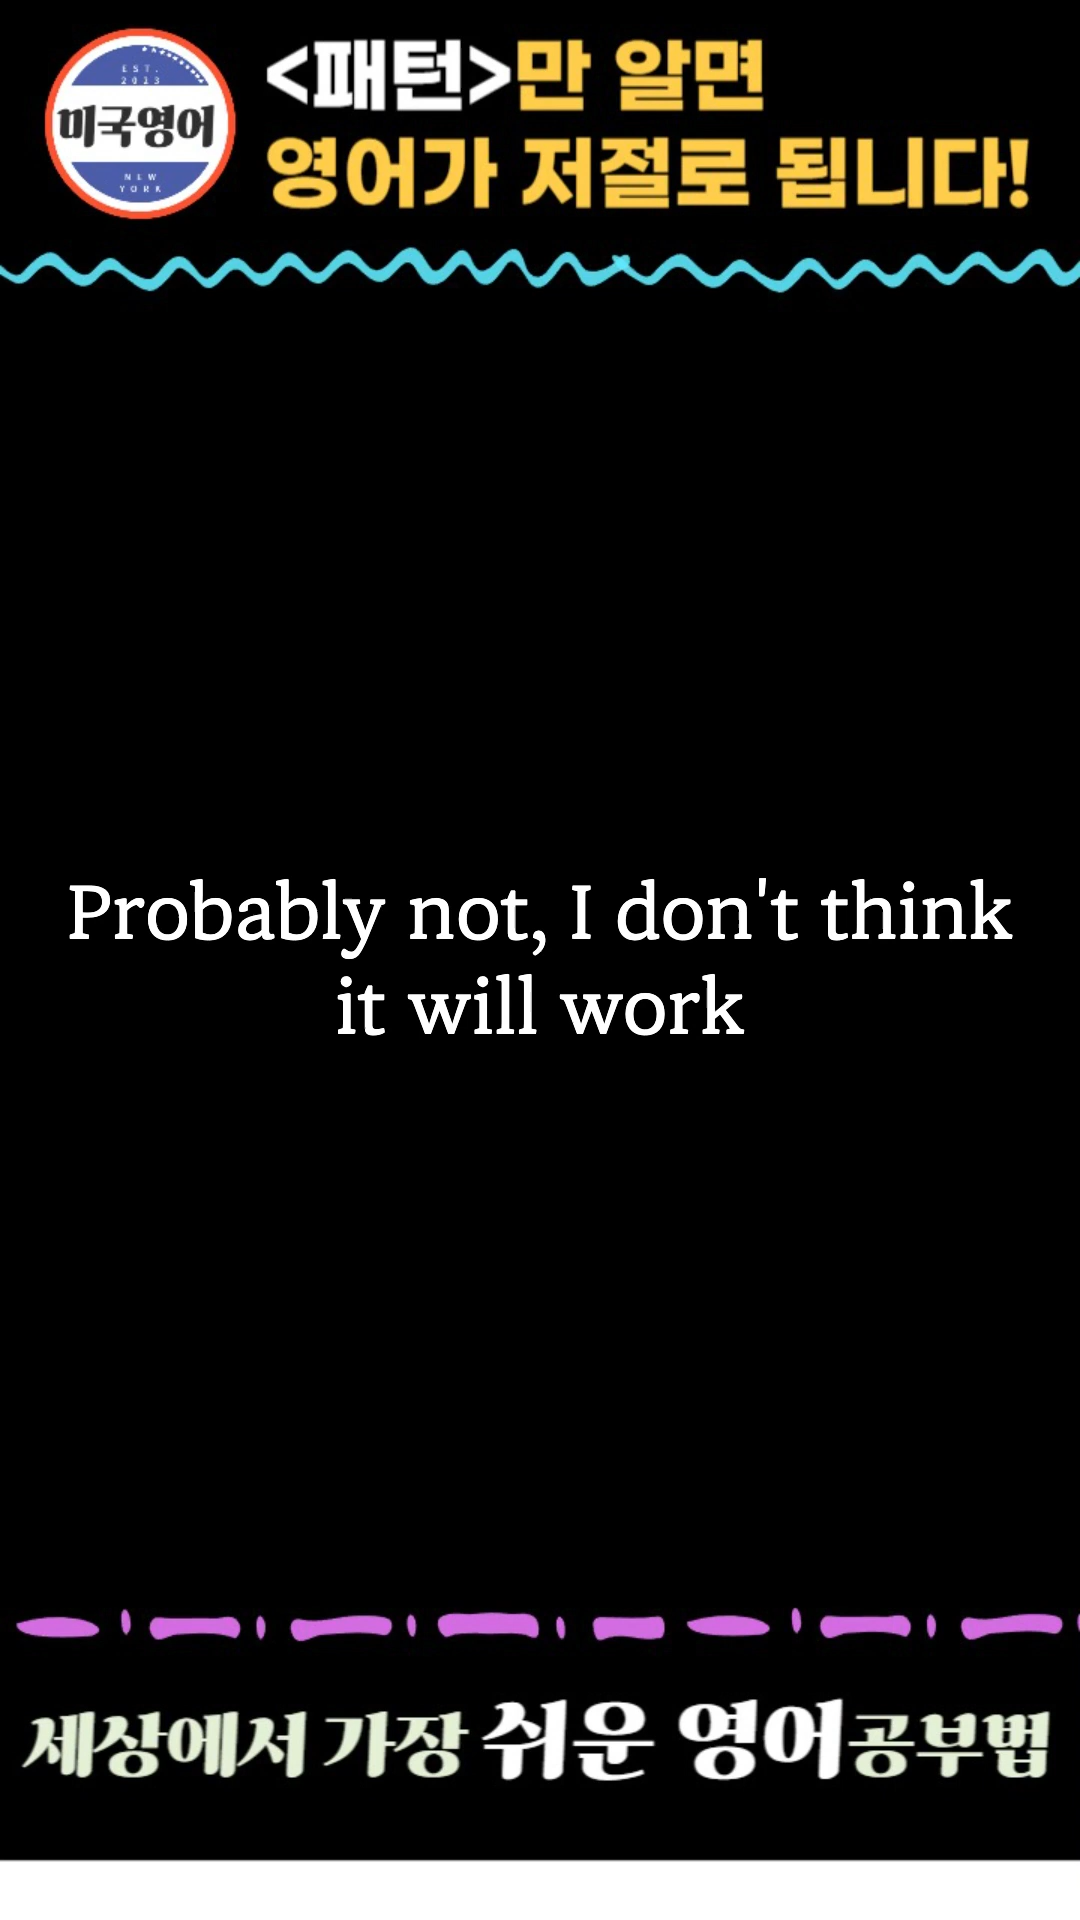 EST.
2023
미국영어
NEW
YORK
<패턴>만 알면
영어가 저절로 됩니다!
Probably not, I don't think
it will work
세상에서 가장 쉬운 영어공부법